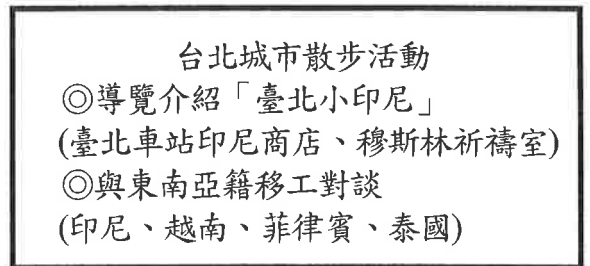 台北城市散步活動
◎導覽介紹「臺北小印尼」
(臺北車站印尼商店、穆斯林祈禱室)
◎與東南亞籍移工對談
(印尼、越南、菲律賓、泰國)